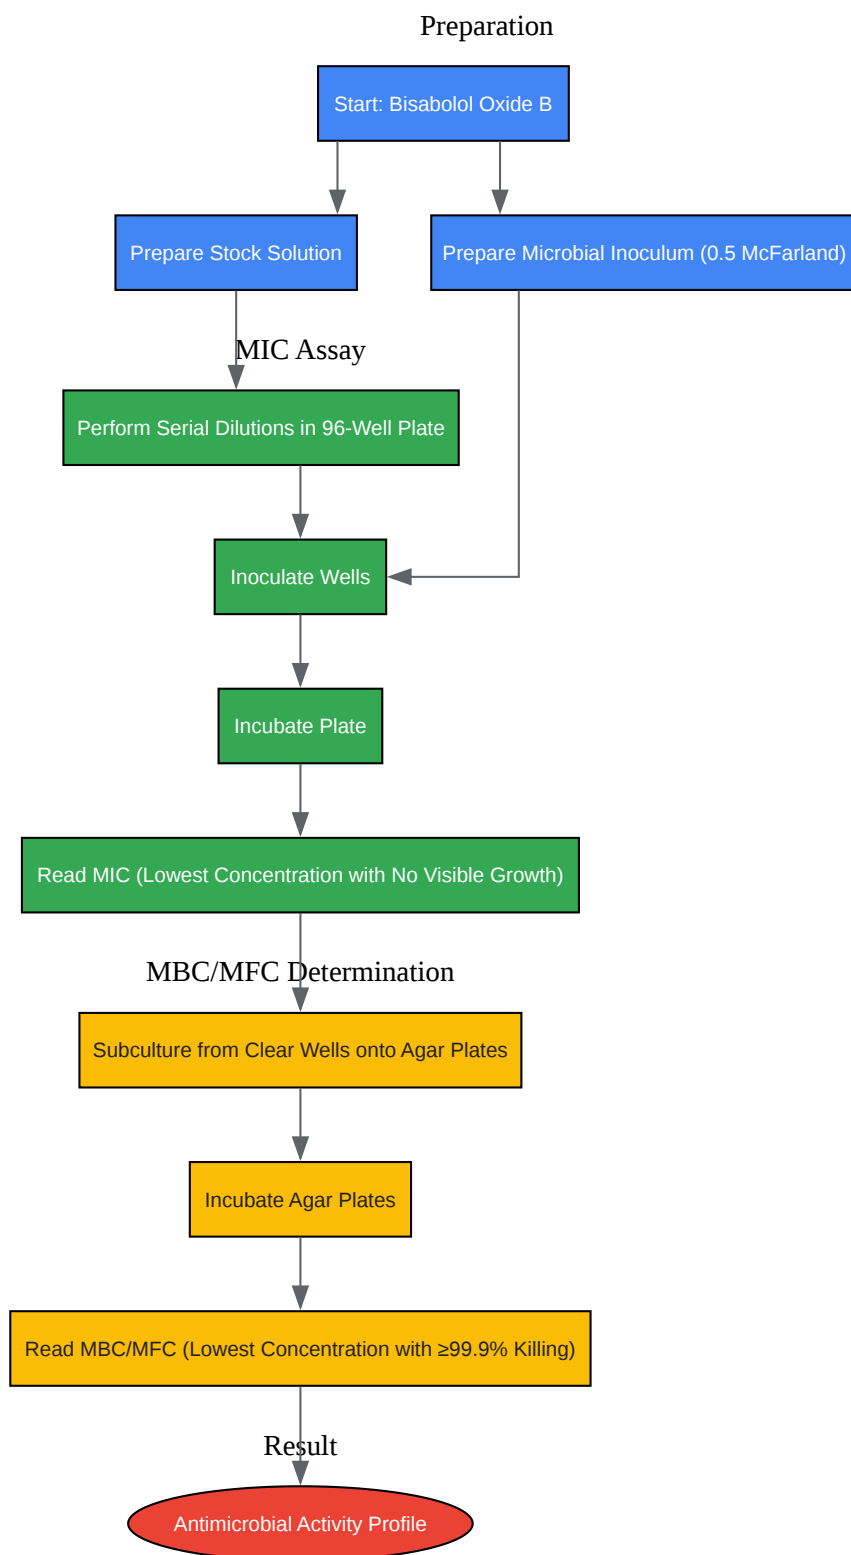 Preparation
Start: Bisabolol Oxide B
Prepare Stock Solution
Prepare Microbial Inoculum (0.5 McFarland)
MIC Assay
Perform Serial Dilutions in 96-Well Plate
Inoculate Wells
Incubate Plate
Read MIC (Lowest Concentration with No Visible Growth)
MBC/MFC Determination
Subculture from Clear Wells onto Agar Plates
Incubate Agar Plates
Read MBC/MFC (Lowest Concentration with ≥99.9% Killing)
Result
Antimicrobial Activity Profile